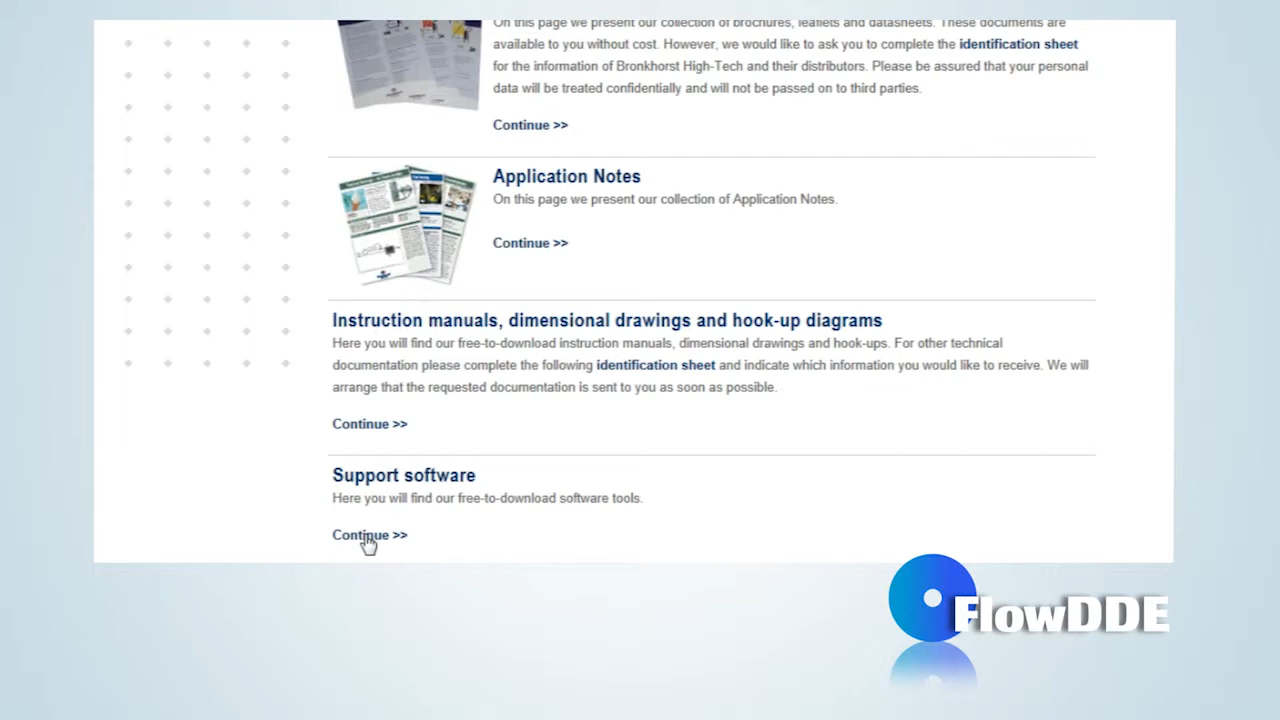 On this page we present our collection of brochures, leaflets and datasheets. These documents are
available to you without cost. However, we would like to ask you to complete the identification sheet
for the information of Bronkhorst High-Tech and their distributors. Please be assured that your personal
data will be treated confidentially and will not be passed on to third parties.
Continue >>
Application Notes
On this page we present our collection of Application Notes.
Continue >>
Instruction manuals, dimensional drawings and hook-up diagrams
Here you will find our free-to-download instruction manuals, dimensional drawings and hook-ups. For other technical
documentation please complete the following identification sheet and indicate which information you would like to receive. We will
arrange that the requested documentation is sent to you as soon as possible.
Continue >>
Support software
Here you will find our free-to-download software tools.
Continue >>
FlowDDE